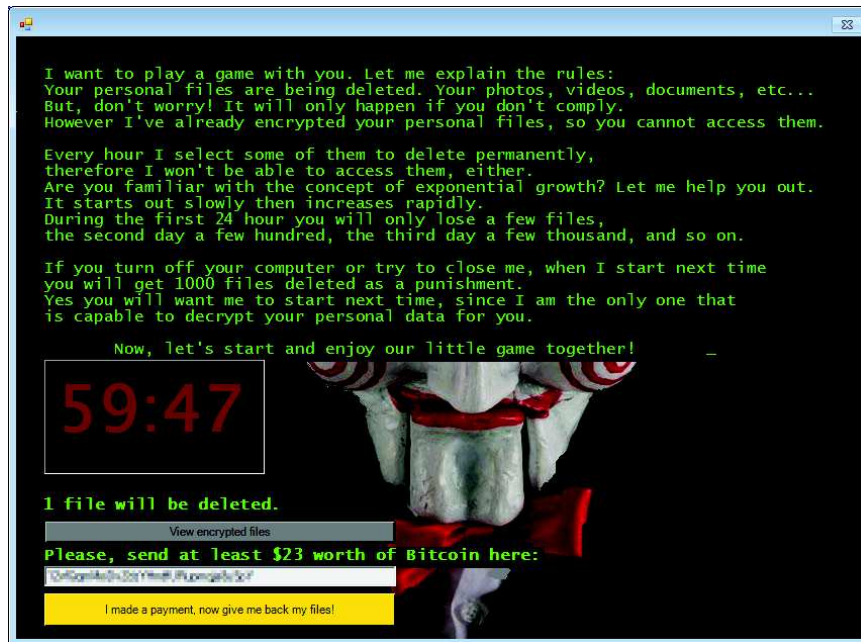 I want to play a game with you. Let me explain the rules:
Your personal files are being deleted. Your photos, videos, documents, etc...
But, don't worry! It will only happen if you don't comply.
However I've already encrypted your personal files, so you cannot access them.
Every hour I select some of them to delete permanently,
therefore I won't be able to access them, either.
Are you familiar with the concept of exponential growth? Let me help you out.
It starts out slowly then increases rapidly.
During the first 24 hour you will only lose a few files,
the second day a few hundred, the third day a few thousand, and so on.
If you turn off your computer or try to close me, when I start next time
you will get 1000 files deleted as a punishment.
Yes you will want me to start next time, since I am the only one that
is capable to decrypt your personal data for you.
Now, let's start and enjoy our little game together! _
59:47
1 file will be deleted.
View encrypted files
Please, send at least $23 worth of Bitcoin here:
I made a payment, now give me back my files!